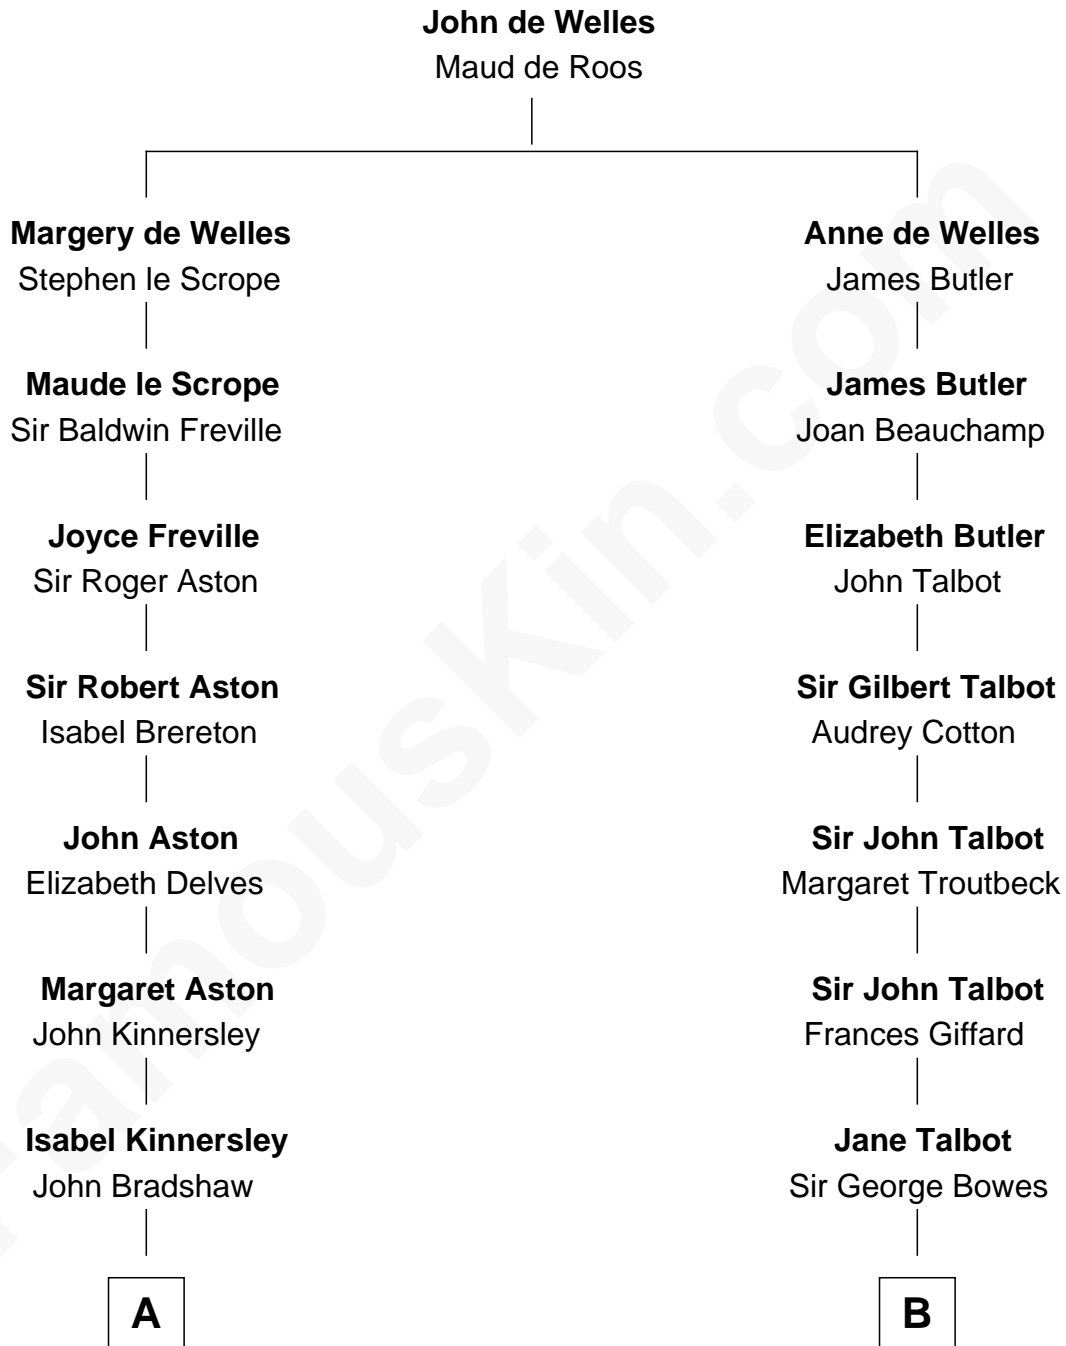 John de Welles
Maud de Roos
Margery de Welles
Stephen le Scrope
Anne de Welles
James Butler
Maude le Scrope
Sir Baldwin Freville
James Butler
Joan Beauchamp
Joyce Freville
Sir Roger Aston
Elizabeth Butler
John Talbot
Sir Robert Aston
Isabel Brereton
Sir Gilbert Talbot
Audrey Cotton
John Aston
Elizabeth Delves
Sir John Talbot
Margaret Troutbeck
Margaret Aston
John Kinnersley
Sir John Talbot
Frances Giffard
Isabel Kinnersley
John Bradshaw
Jane Talbot
Sir George Bowes
A
B
FamousKin.com